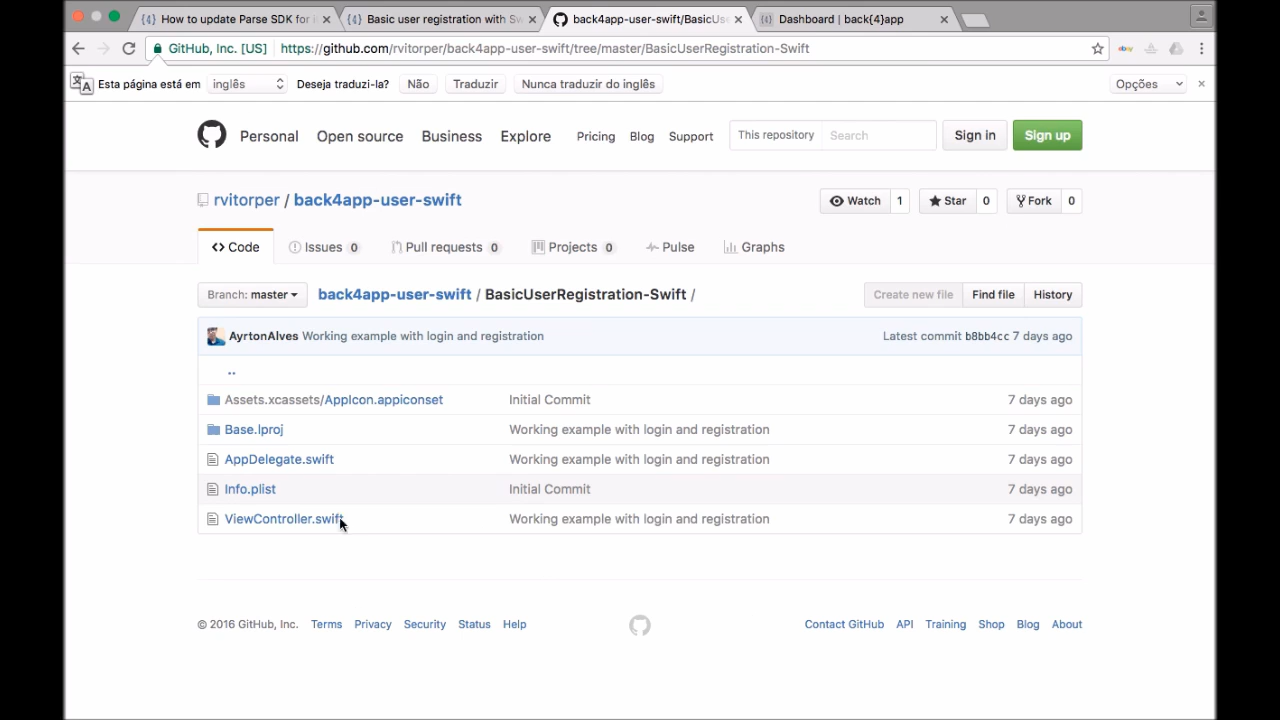 How to update Parse SDK for i
Basic user registration with Sw
back4app-user-swift/BasicUse
Dashboard | back{4}app
GitHub, Inc. [US] https://github.com/rvitorper/back4app-user-swift/tree/master/BasicUserRegistration-Swift
Esta página está em inglês Deseja traduzi-la? Não Traduzir Nunca traduzir do inglês Opções
Personal Open source Business Explore Pricing Blog Support This repository Search Sign in Sign up
rvitorper / back4app-user-swift Watch 1 Star 0 Fork 0
Code Issues 0 Pull requests 0 Projects 0 Pulse Graphs
Branch: master back4app-user-swift / BasicUserRegistration-Swift / Create new file Find file History
AyrtonAlves Working example with login and registration Latest commit b8bb4cc 7 days ago
..
Assets.xcassets/AppIcon.appiconset Initial Commit 7 days ago
Base.lproj Working example with login and registration 7 days ago
AppDelegate.swift Working example with login and registration 7 days ago
Info.plist Initial Commit 7 days ago
ViewController.swift Working example with login and registration 7 days ago
© 2016 GitHub, Inc. Terms Privacy Security Status Help Contact GitHub API Training Shop Blog About